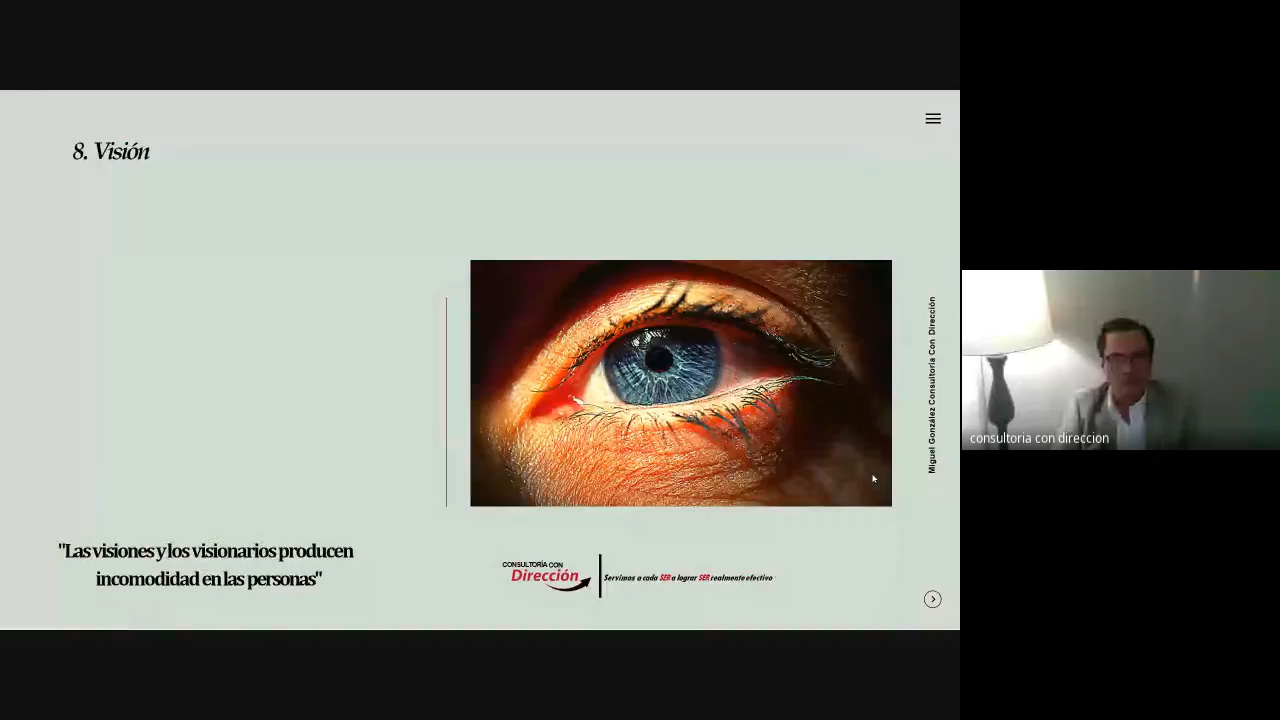 8. Visión
Miguel González Consultoria Con Dirección
consultoria con direccion
"Las visiones y los visionarios producen
incomodidad en las personas"
CONSULTORÍA CON
Dirección
Servimos a cada SER a lograr SER realmente efectivo